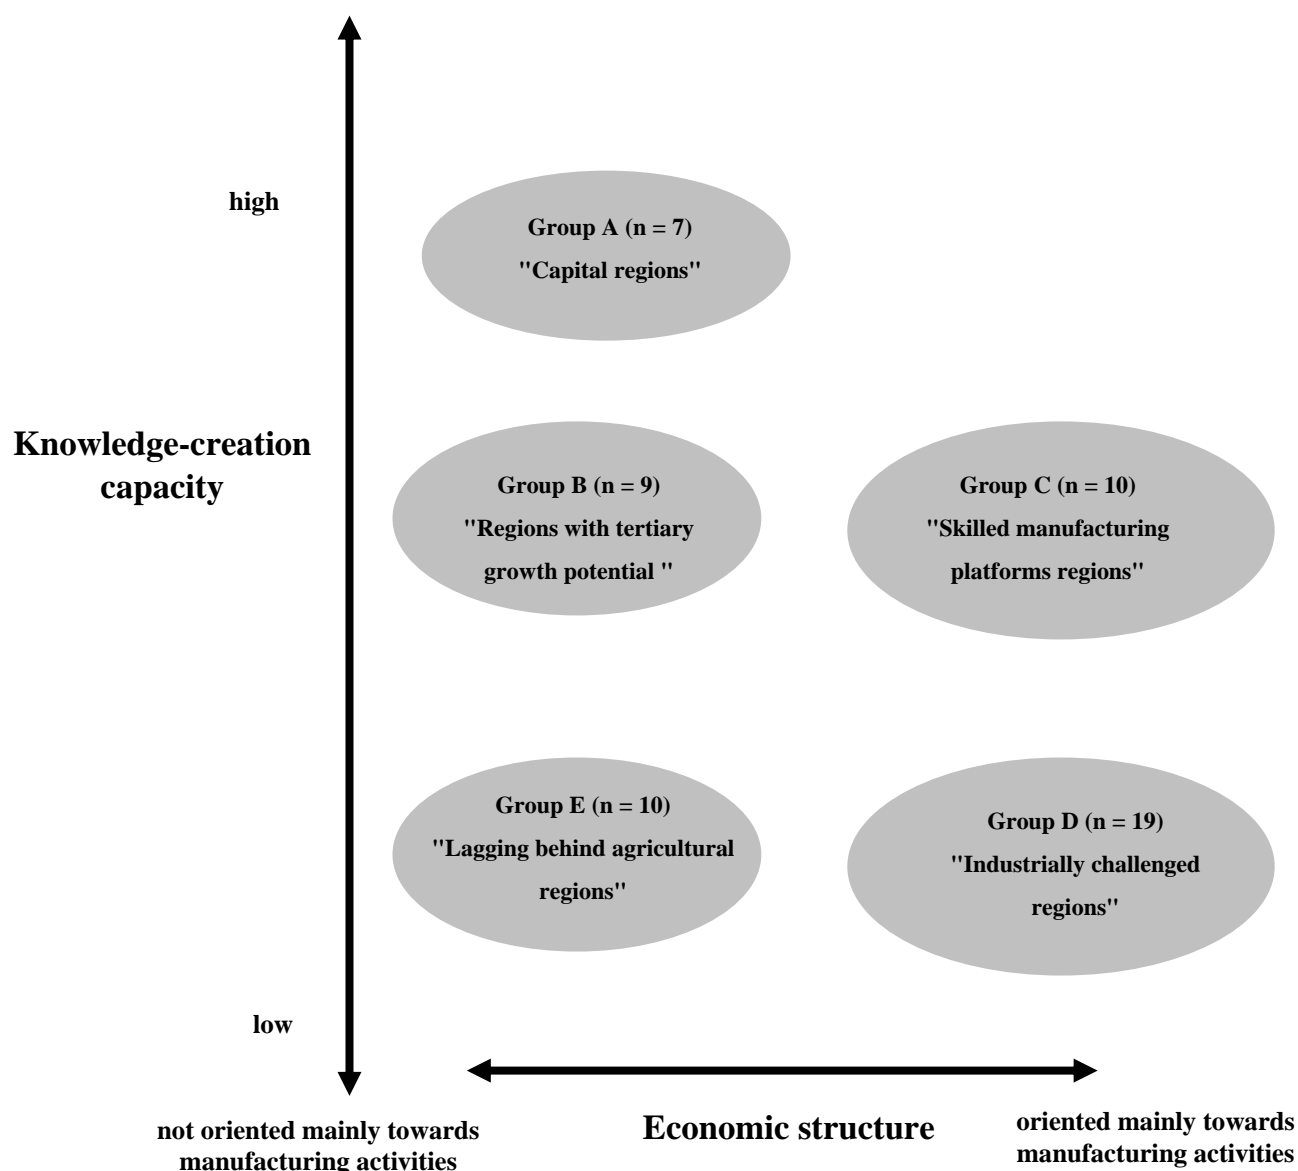 high
Group A (n = 7)
"Capital regions"
Knowledge-creation
capacity
Group B (n = 9)
"Regions with tertiary
growth potential "
Group C (n = 10)
"Skilled manufacturing
platforms regions"
Group E (n = 10)
"Lagging behind agricultural
regions"
Group D (n = 19)
"Industrially challenged
regions"
low
not oriented mainly towards
manufacturing activities
Economic structure
oriented mainly towards
manufacturing activities